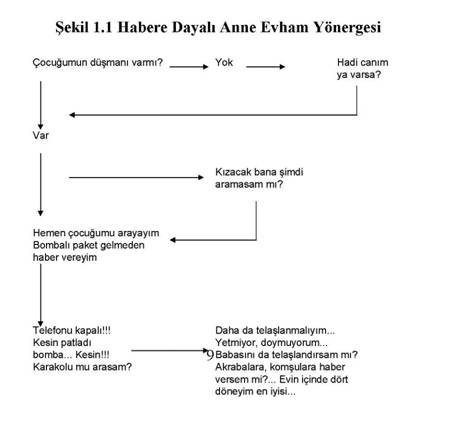 Şekil 1.1 Habere Dayalı Anne Evham Yönergesi
Çocuğumun düşmanı varmı?
Yok
Hadi canım
ya varsa?
Var
Kızacak bana şimdi
aramasam mı?
Hemen çocuğumu arayayım
Bombalı paket gelmeden
haber vereyim
Telefonu kapalı!!!
Kesin patladı
bomba... Kesin!!!
Karakolu mu arasam?
Daha da telaşlanmalıyım...
Yetmiyor, doymuyorum...
9
Babasını da telaşlandırsam mı?
Akrabalara, komşulara haber
versem mi?... Evin içinde dört
döneyim en iyisi...